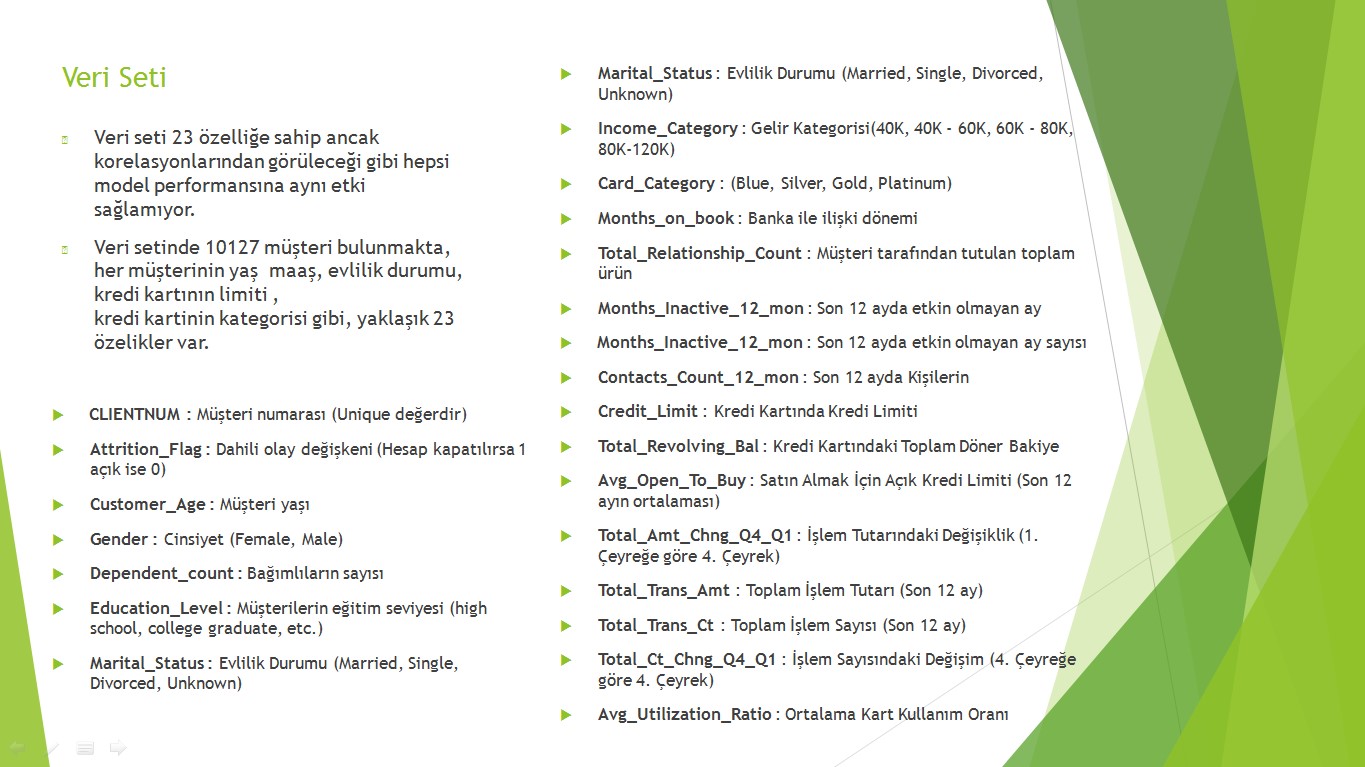 Veri Seti
Veri seti 23 özelliğe sahip ancak
korelasyonlarından görüleceği gibi hepsi
model performansına aynı etki
sağlamıyor.
Veri setinde 10127 müşteri bulunmakta,
her müşterinin yaş maaş, evlilik durumu,
kredi kartının limiti ,
kredi kartinin kategorisi gibi, yaklaşık 23
özelikler var.
CLIENTNUM : Müşteri numarası (Unique değerdir)
Attrition_Flag : Dahili olay değişkeni (Hesap kapatılırsa 1
açık ise 0)
Customer_Age : Müşteri yaşı
Gender : Cinsiyet (Female, Male)
Dependent_count : Bağımlıların sayısı
Education_Level : Müşterilerin eğitim seviyesi (high
school, college graduate, etc.)
Marital_Status : Evlilik Durumu (Married, Single,
Divorced, Unknown)
Marital_Status : Evlilik Durumu (Married, Single, Divorced,
Unknown)
Income_Category : Gelir Kategorisi(40K, 40K - 60K, 60K - 80K,
80K-120K)
Card_Category : (Blue, Silver, Gold, Platinum)
Months_on_book : Banka ile ilişki dönemi
Total_Relationship_Count : Müşteri tarafından tutulan toplam
ürün
Months_Inactive_12_mon : Son 12 ayda etkin olmayan ay
Months_Inactive_12_mon : Son 12 ayda etkin olmayan ay sayısı
Contacts_Count_12_mon : Son 12 ayda Kişilerin
Credit_Limit : Kredi Kartında Kredi Limiti
Total_Revolving_Bal : Kredi Kartındaki Toplam Döner Bakiye
Avg_Open_To_Buy : Satın Almak İçin Açık Kredi Limiti (Son 12
ayın ortalaması)
Total_Amt_Chng_Q4_Q1 : İşlem Tutarındaki Değişiklik (1.
Çeyreğe göre 4. Çeyrek)
Total_Trans_Amt : Toplam İşlem Tutarı (Son 12 ay)
Total_Trans_Ct : Toplam İşlem Sayısı (Son 12 ay)
Total_Ct_Chng_Q4_Q1 : İşlem Sayısındaki Değişim (4. Çeyreğe
göre 4. Çeyrek)
Avg_Utilization_Ratio : Ortalama Kart Kullanım Oranı